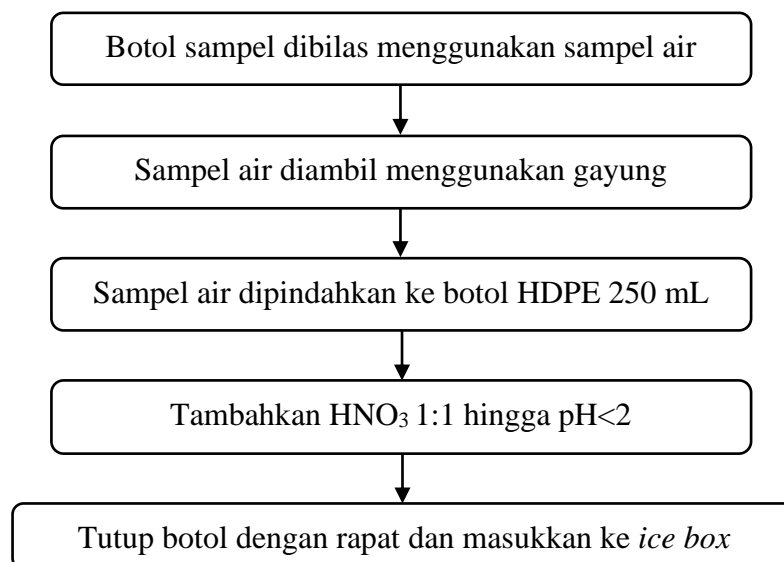 Botol sampel dibilas menggunakan sampel air
Sampel air diambil menggunakan gayung
Sampel air dipindahkan ke botol HDPE 250 mL
Tambahkan HNO₃ 1:1 hingga pH<2
Tutup botol dengan rapat dan masukkan ke ice box